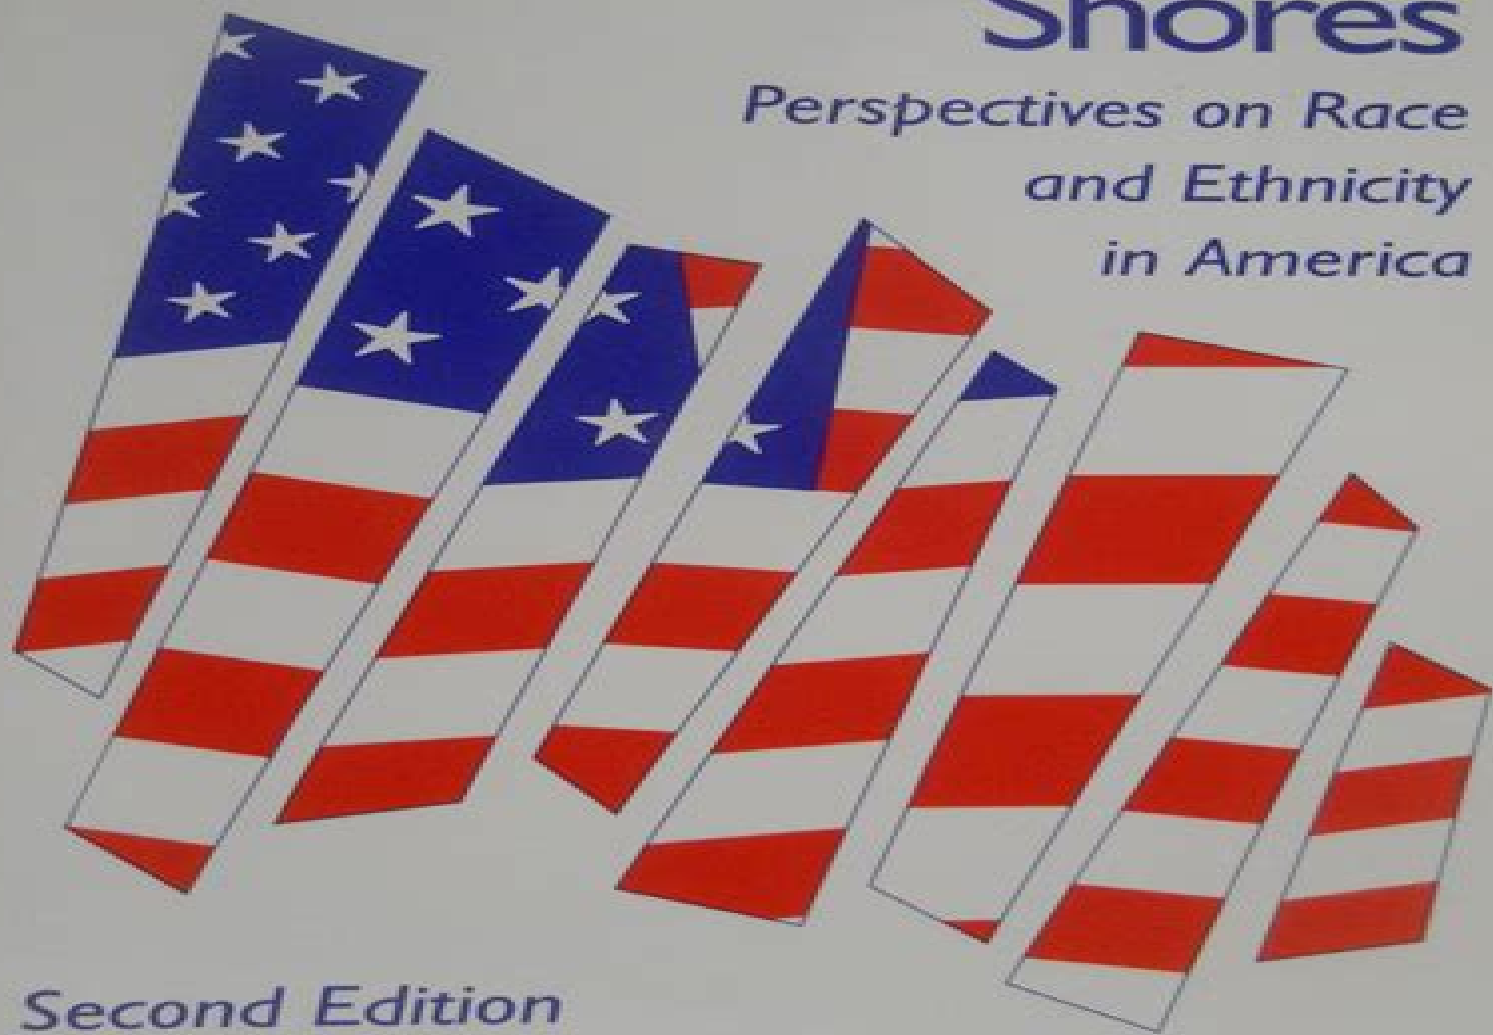 Shores
Perspectives on Race
and Ethnicity
in America
Second Edition